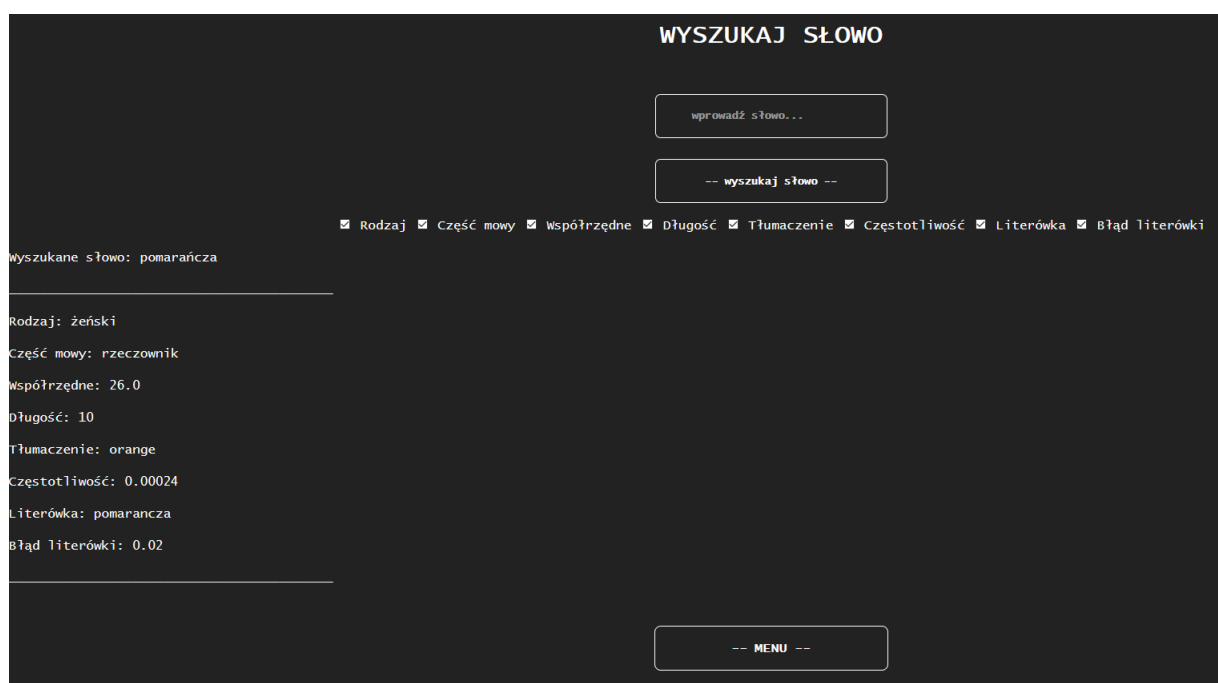 WYSZUKAJ SŁOWO
wprowadź słowo...
-- wyszukaj słowo --
Rodzaj Część mowy Współrzędne Długość Tłumaczenie Częstotliwość Literówka Błąd literówki
Wyszukane słowo: pomarańcza
Rodzaj: żeński
Część mowy: rzeczownik
Współrzędne: 26.0
Długość: 10
Tłumaczenie: orange
Częstotliwość: 0.00024
Literówka: pomarancza
Błąd literówki: 0.02
-- MENU --